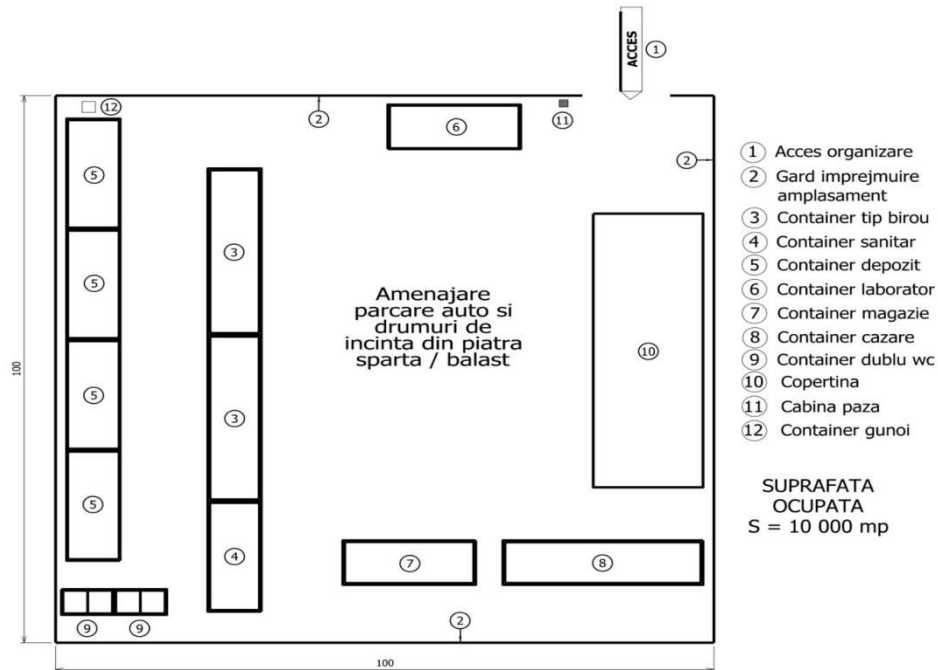 ACCES
1
12
2
11
6
2
5
5
5
5
3
3
4
Amenajare
parcare auto si
drumuri de
incinta din piatra
sparta / balast
10
7
8
9
9
2
100
100
1 Acces organizare
2 Gard imprejmuire
amplasament
3 Container tip birou
4 Container sanitar
5 Container depozit
6 Container laborator
7 Container magazie
8 Container cazare
9 Container dublu wc
10 Copertina
11 Cabina paza
12 Container gunoi
SUPRAFATA
OCUPATA
S = 10 000 mp